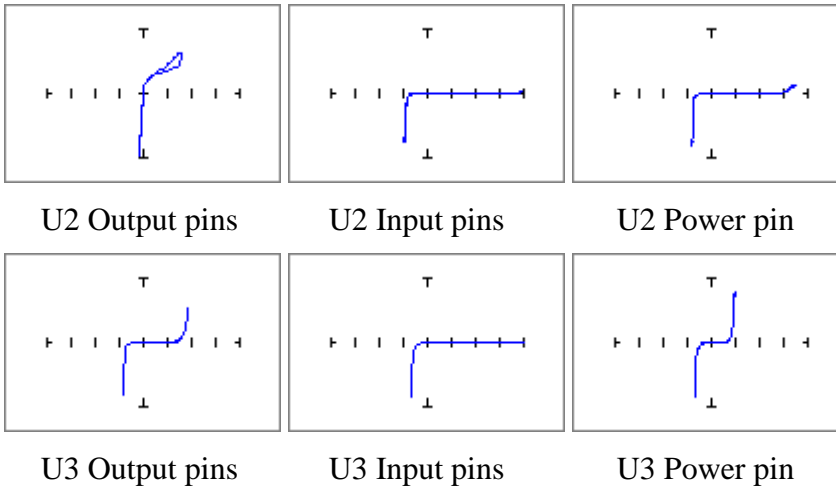 U2 Output pins
U2 Input pins
U2 Power pin
U3 Output pins
U3 Input pins
U3 Power pin